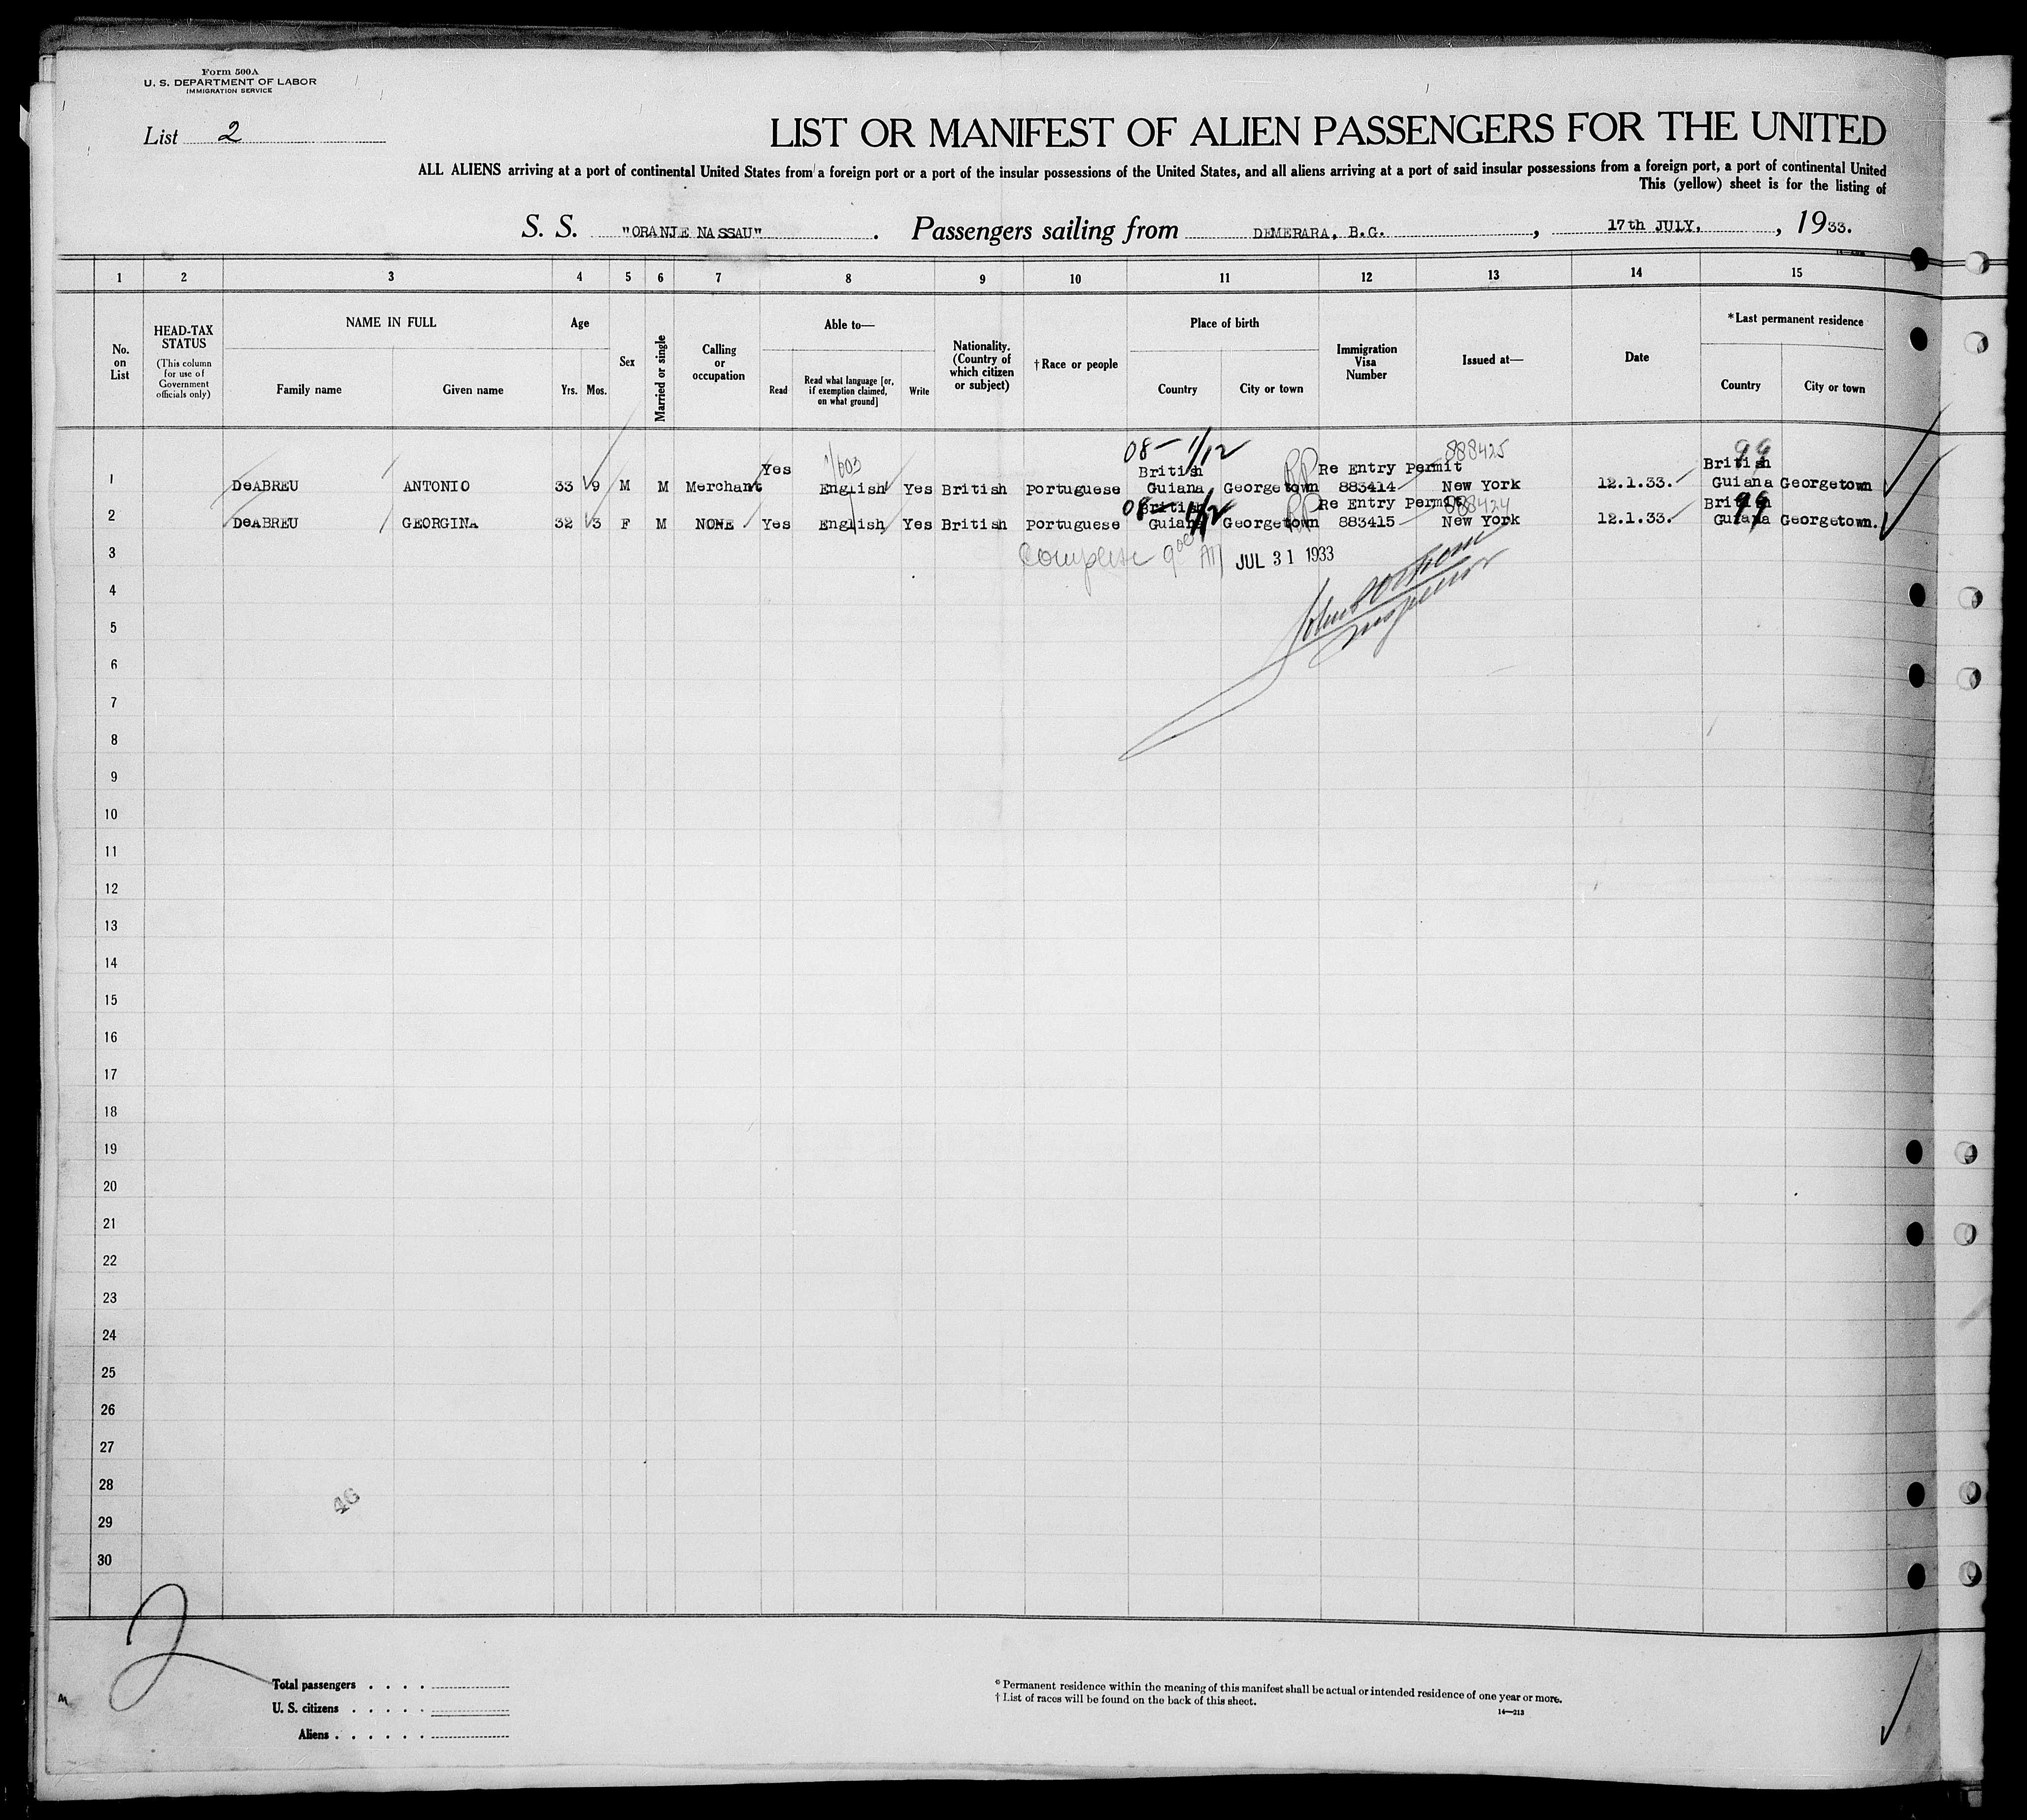 Form 500A
U. S. DEPARTMENT OF LABOR
IMMIGRATION SERVICE
List 2
LIST OR MANIFEST OF ALIEN PASSENGERS FOR THE UNITED
ALL ALIENS arriving at a port of continental United States from a foreign port or a port of the insular possessions of the United States, and all aliens arriving at a port of said insular possessions from a foreign port, a port of continental United
This (yellow) sheet is for the listing of
S. S. "ORANJE NASSAU". Passengers sailing from DEMERARA, B.G., 17th JULY, , 1933.
1 2 3 4 5 6 7 8 9 10 11 12 13 14 15
No. on List
HEAD-TAX STATUS (This column for use of Government officials only)
NAME IN FULL
Family name Given name
Age
Yrs. Mos.
Sex
Married or single
Calling or occupation
Able to—
Read Read what language [or, if exemption claimed, on what ground] Write
Nationality. (Country of which citizen or subject)
† Race or people
Place of birth
Country City or town
Immigration Visa Number
Issued at—
Date
* Last permanent residence
Country City or town
08- 1/12 888425 99
1 DeABREU ANTONIO 33 9 M M Merchant Yes English Yes British Portuguese British Guiana Georgetown RP Re Entry Permit 883414 New York 12.1.33. British Guiana Georgetown
08- 1/12 888424 99
2 DeABREU GEORGINA 32 3 F M NONE Yes English Yes British Portuguese British Guiana Georgetown RP Re Entry Permit 883415 New York 12.1.33. British Guiana Georgetown.
3 Complete JUL 31 1933
4
5 Inspector
6
7
8
9
10
11
12
13
14
15
16
17
18
19
20
21
22
23
24
25
26
27
28
46
29
30
2
Total passengers . . . .
U. S. citizens . . . . .
Aliens . . . . . .
* Permanent residence within the meaning of this manifest shall be actual or intended residence of one year or more.
† List of races will be found on the back of this sheet.
14—213